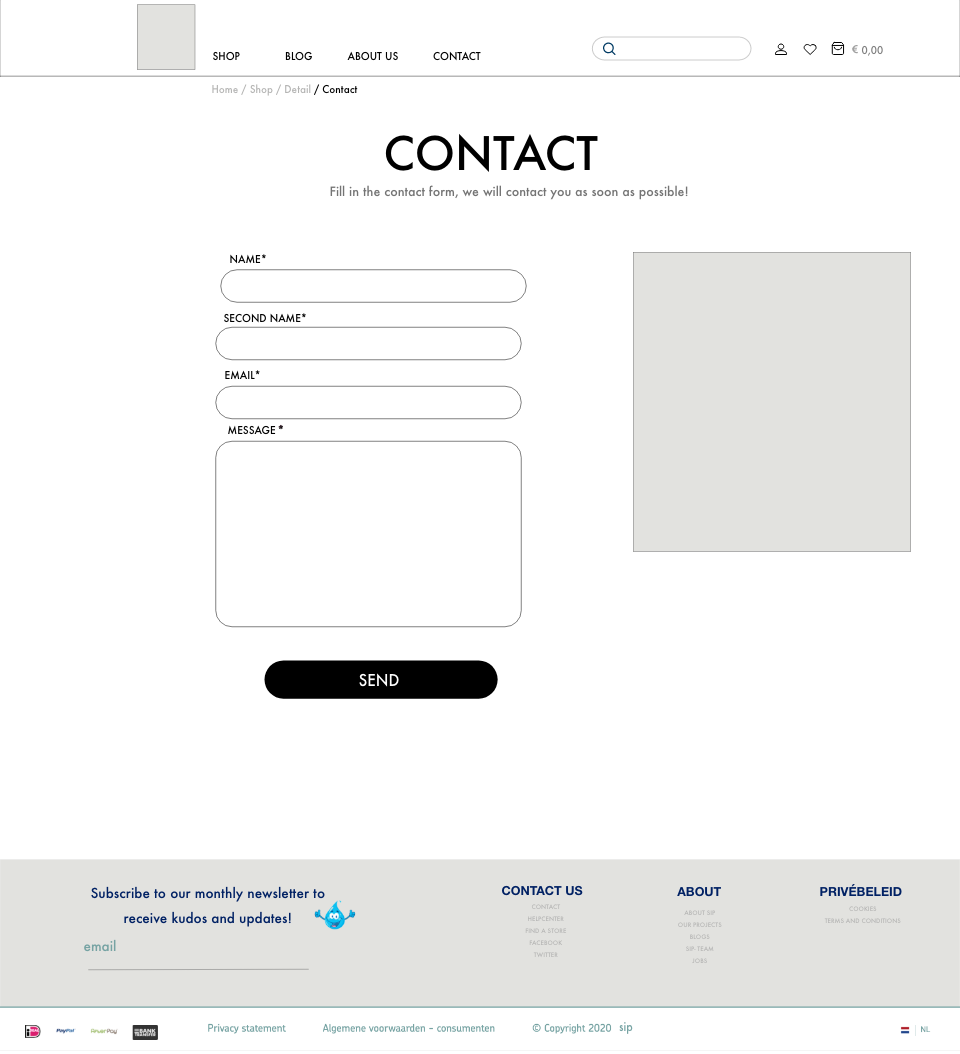 SHOP BLOG ABOUT US CONTACT € 0,00
Home / Shop / Detail / Contact
CONTACT
Fill in the contact form, we will contact you as soon as possible!
NAME*
SECOND NAME*
EMAIL*
MESSAGE*
SEND
Subscribe to our monthly newsletter to
receive kudos and updates!
email
CONTACT US
CONTACT
HELPCENTER
FIND A STORE
FACEBOOK
TWITTER
ABOUT
ABOUT SIP
OUR PROJECTS
BLOGS
SIP TEAM
JOBS
PRIVÉBELEID
COOKIES
TERMS AND CONDITIONS
PayPal AfterPay BANK TRANSFER Privacy statement Algemene voorwaarden - consumenten © Copyright 2020 sip NL